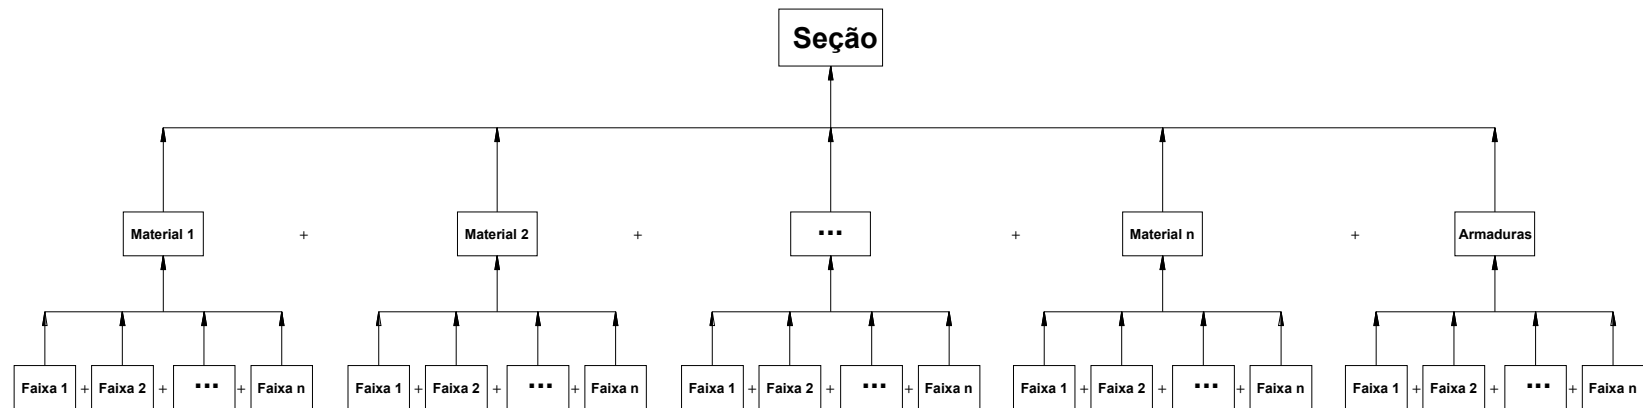 Seção
Material 1 + Material 2 + ... + Material n + Armaduras
Faixa 1 + Faixa 2 + ... + Faixa n Faixa 1 + Faixa 2 + ... + Faixa n Faixa 1 + Faixa 2 + ... + Faixa n Faixa 1 + Faixa 2 + ... + Faixa n Faixa 1 + Faixa 2 + ... + Faixa n